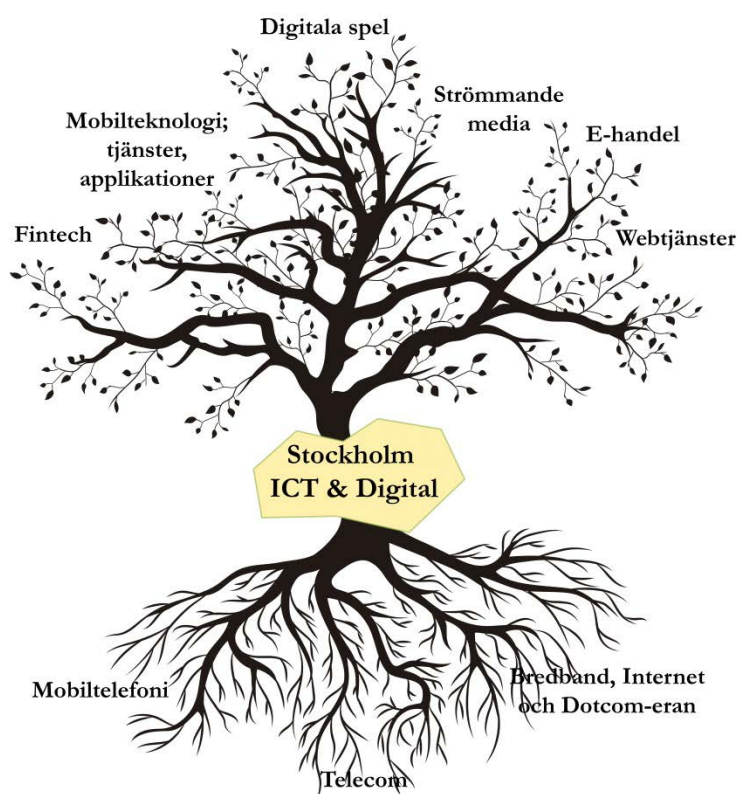 Digitala spel
Strömmande
media
Mobilteknologi;
tjänster,
applikationer
E-handel
Fintech
Webtjänster
Stockholm
ICT & Digital
Mobiltelefoni
Bredband, Internet
och Dotcom-eran
Telecom